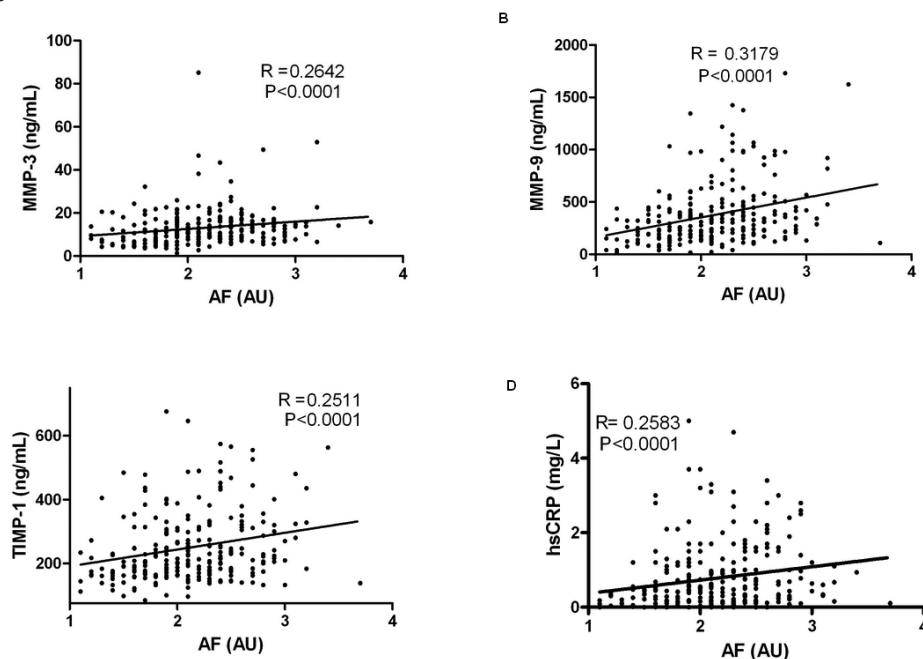 100
80
60
40
20
0
MMP-3 (ng/mL)
R =0.2642
P<0.0001
1 2 3 4
AF (AU)
B
2000
1500
1000
500
0
MMP-9 (ng/mL)
R = 0.3179
P<0.0001
1 2 3 4
AF (AU)
600
400
200
TIMP-1 (ng/mL)
R =0.2511
P<0.0001
1 2 3 4
AF (AU)
D
6
4
2
0
hsCRP (mg/L)
R= 0.2583
P<0.0001
1 2 3 4
AF (AU)